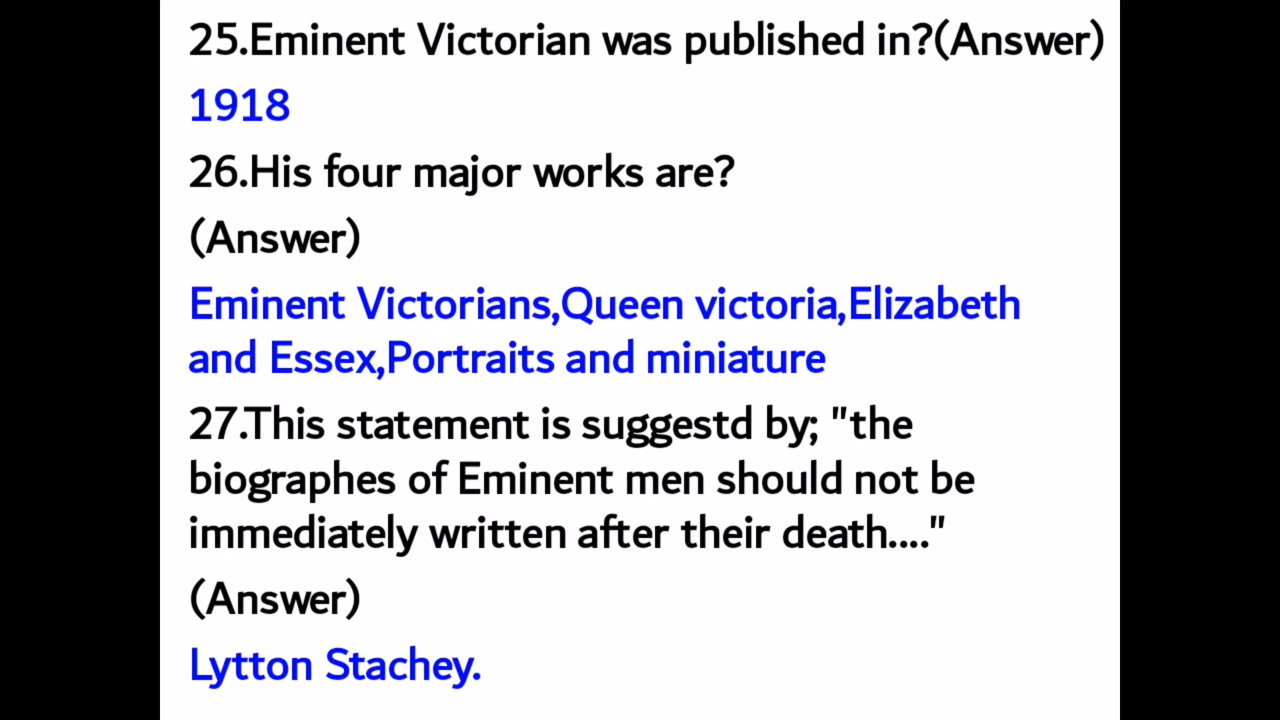 25.Eminent Victorian was published in?(Answer)
1918
26.His four major works are?
(Answer)
Eminent Victorians,Queen victoria,Elizabeth
and Essex,Portraits and miniature
27.This statement is suggestd by; "the
biographes of Eminent men should not be
immediately written after their death...."
(Answer)
Lytton Stachey.